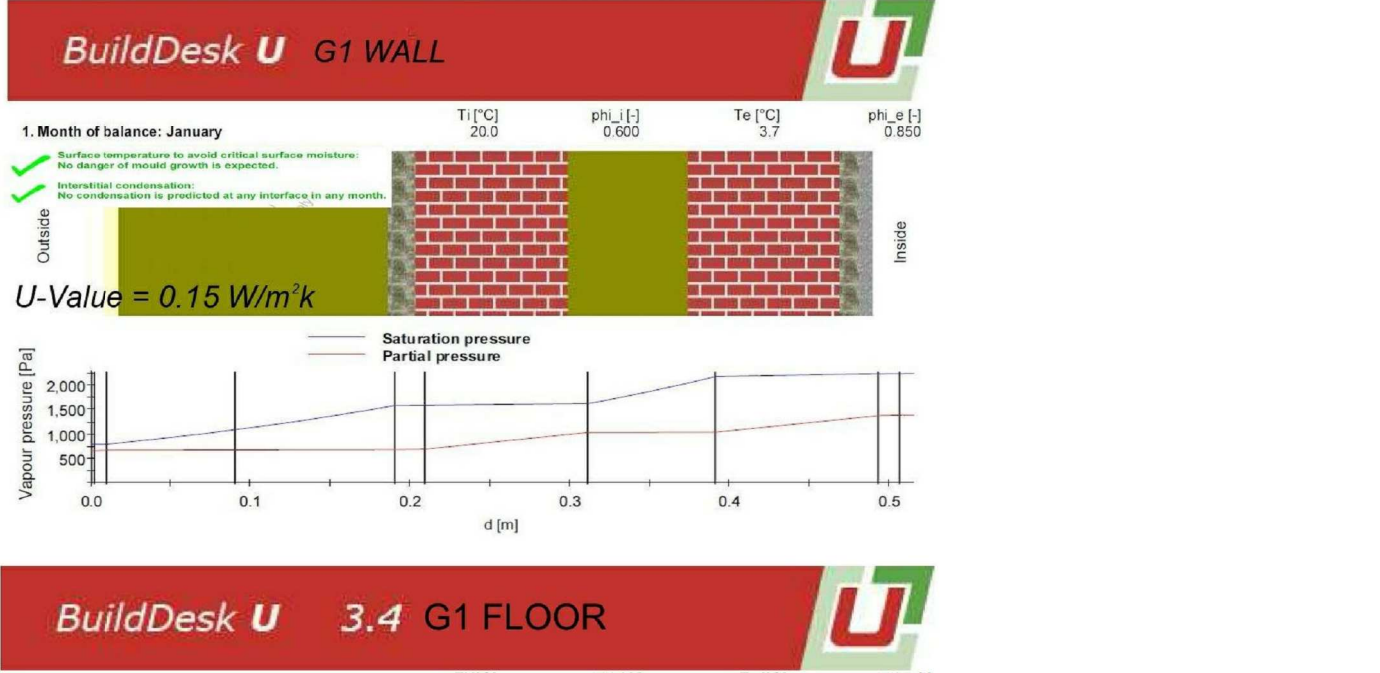 BuildDesk U G1 WALL
U
Ti [°C] phi_i [-] Te [°C] phi_e [-]
1. Month of balance: January 20.0 0.600 3.7 0.850
Surface temperature to avoid critical surface moisture:
No danger of mould growth is expected.
Interstitial condensation:
No condensation is predicted at any interface in any month.
Outside
Inside
U-Value = 0.15 W/m²k
Saturation pressure
Partial pressure
Vapour pressure [Pa]
2,000
1,500
1,000
500
0.0 0.1 0.2 0.3 0.4 0.5
d [m]
BuildDesk U 3.4 G1 FLOOR
U